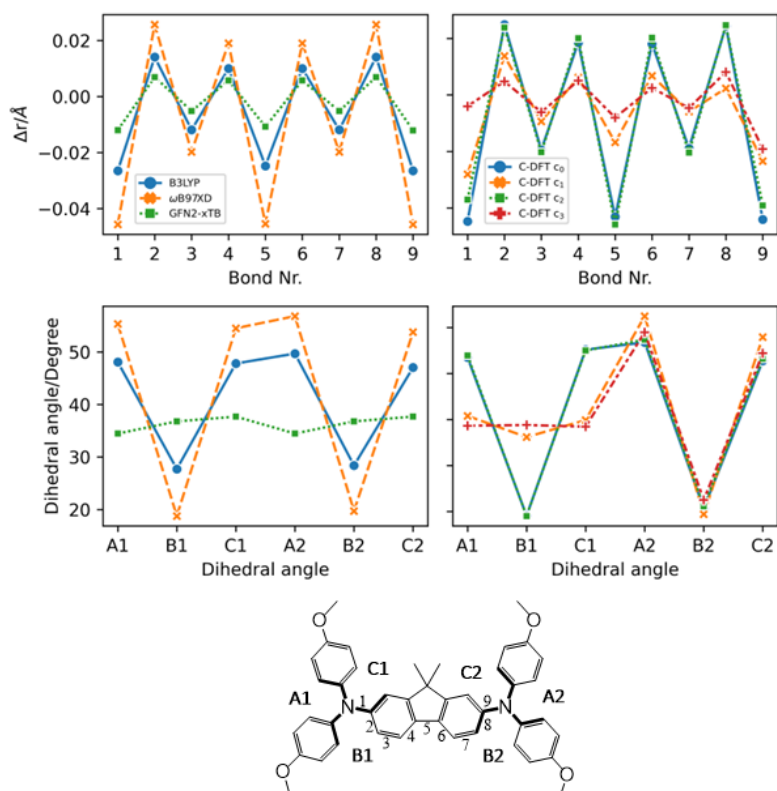 0.02
0.00
−0.02
−0.04
Δr/Å
B3LYP
ωB97XD
GFN2-xTB
1 2 3 4 5 6 7 8 9
Bond Nr.
C-DFT c₀
C-DFT c₁
C-DFT c₂
C-DFT c₃
1 2 3 4 5 6 7 8 9
Bond Nr.
50
40
30
20
Dihedral angle/Degree
A1 B1 C1 A2 B2 C2
Dihedral angle
A1 B1 C1 A2 B2 C2
Dihedral angle
O O
C1 C2
A1 1 9 A2
N N
2 3 4 5 6 7 8
B1 B2
O O